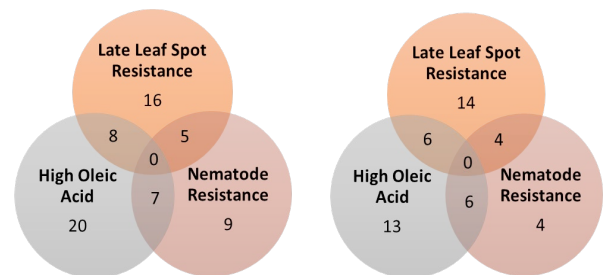 Late Leaf Spot
Resistance
16
8
5
0
High Oleic
Acid
Nematode
Resistance
7
20
9
Late Leaf Spot
Resistance
14
6
4
0
High Oleic
Acid
Nematode
Resistance
6
13
4